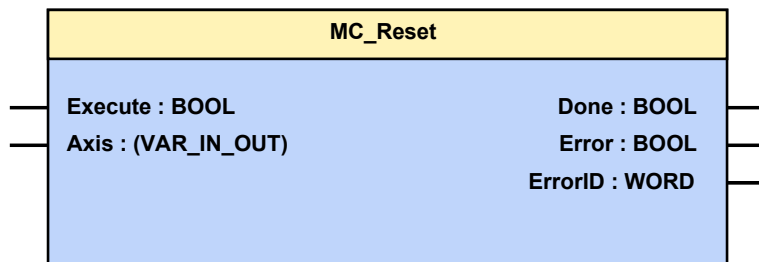 MC_Reset
Execute : BOOL
Done : BOOL
Axis : (VAR_IN_OUT)
Error : BOOL
ErrorID : WORD